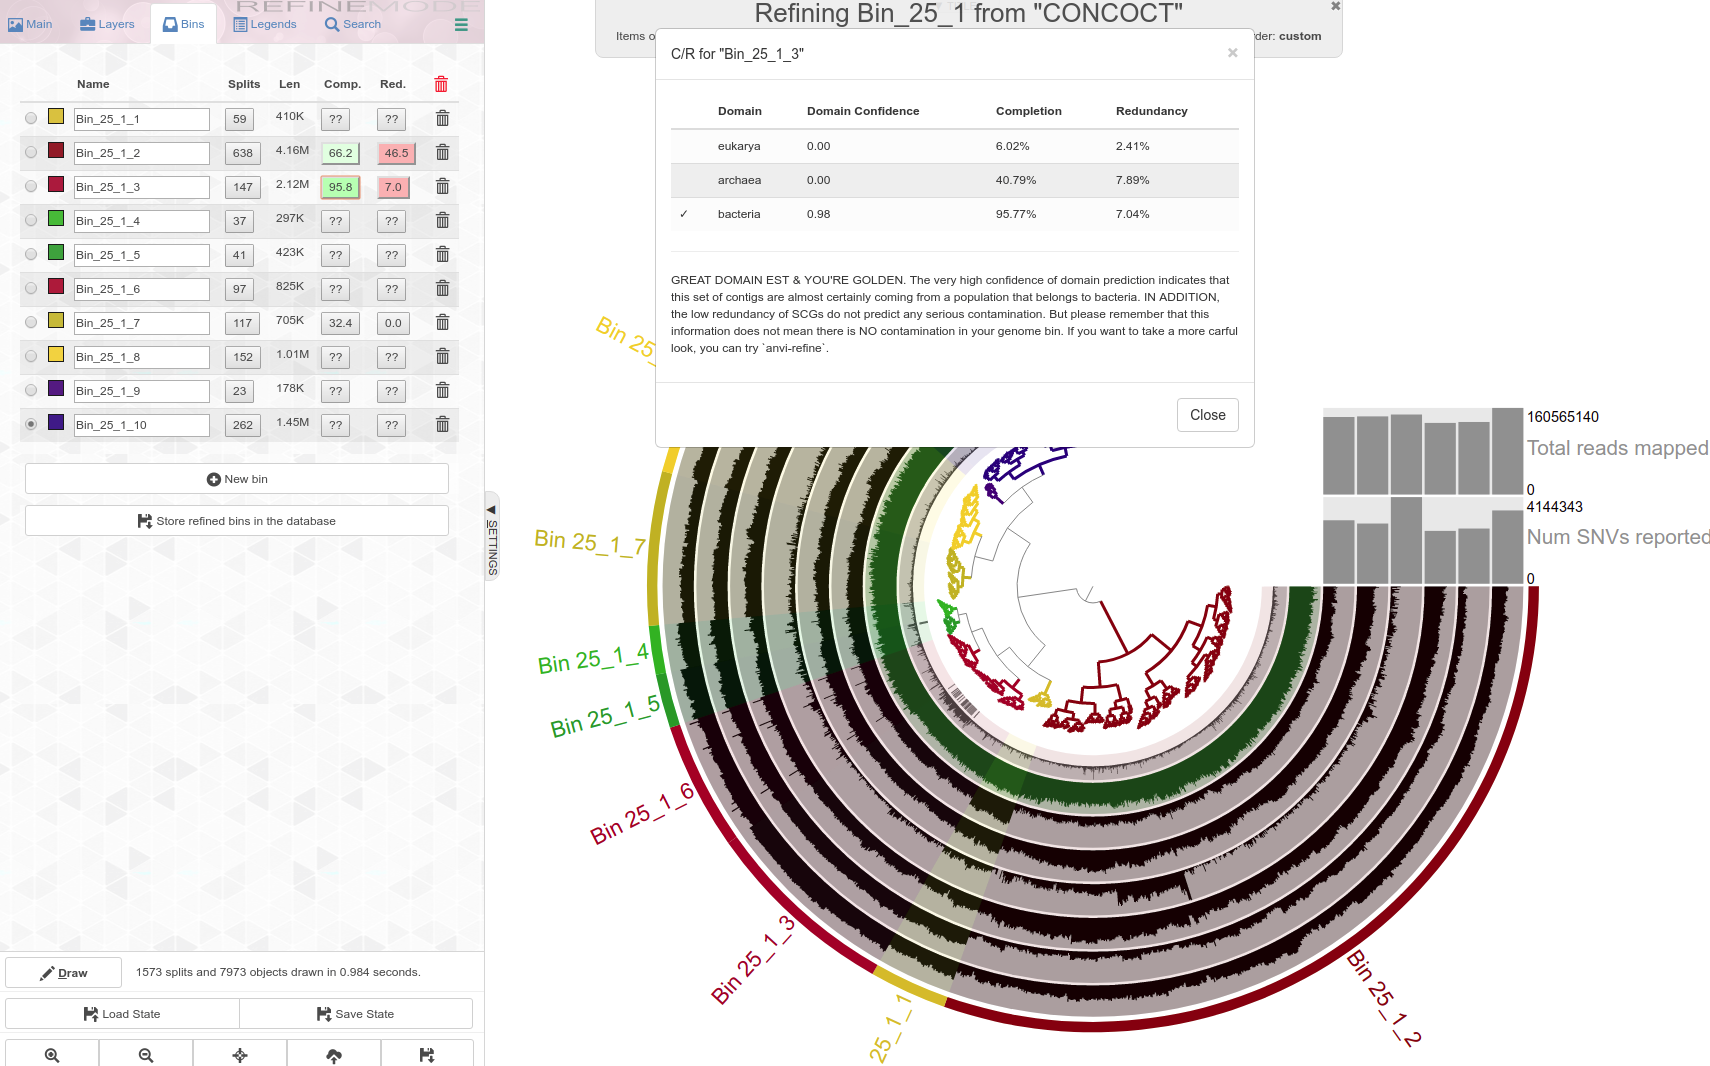 REFINEMODE
Main
Layers
Bins
Legends
Search
Name Splits Len Comp. Red.
Bin_25_1_1 59 410K ?? ??
Bin_25_1_2 638 4.16M 66.2 46.5
Bin_25_1_3 147 2.12M 95.8 7.0
Bin_25_1_4 37 297K ?? ??
Bin_25_1_5 41 423K ?? ??
Bin_25_1_6 97 825K ?? ??
Bin_25_1_7 117 705K 32.4 0.0
Bin_25_1_8 152 1.01M ?? ??
Bin_25_1_9 23 178K ?? ??
Bin_25_1_10 262 1.45M ?? ??
New bin
Store refined bins in the database
Draw
1573 splits and 7973 objects drawn in 0.984 seconds.
Load State
Save State
◀ SETTINGS
Refining Bin_25_1 from "CONCOCT"
Items o
der: custom
C/R for "Bin_25_1_3"
×
Domain Domain Confidence Completion Redundancy
eukarya 0.00 6.02% 2.41%
archaea 0.00 40.79% 7.89%
✓ bacteria 0.98 95.77% 7.04%
GREAT DOMAIN EST & YOU'RE GOLDEN. The very high confidence of domain prediction indicates that
this set of contigs are almost certainly coming from a population that belongs to bacteria. IN ADDITION,
the low redundancy of SCGs do not predict any serious contamination. But please remember that this
information does not mean there is NO contamination in your genome bin. If you want to take a more carful
look, you can try `anvi-refine`.
Close
Bin 25_
Bin 25_1_7
Bin 25_1_4
Bin 25_1_5
Bin 25_1_6
Bin 25_1_3
25_1_1
Bin 25_1_2
160565140
Total reads mapped
0
4144343
Num SNVs reported
0